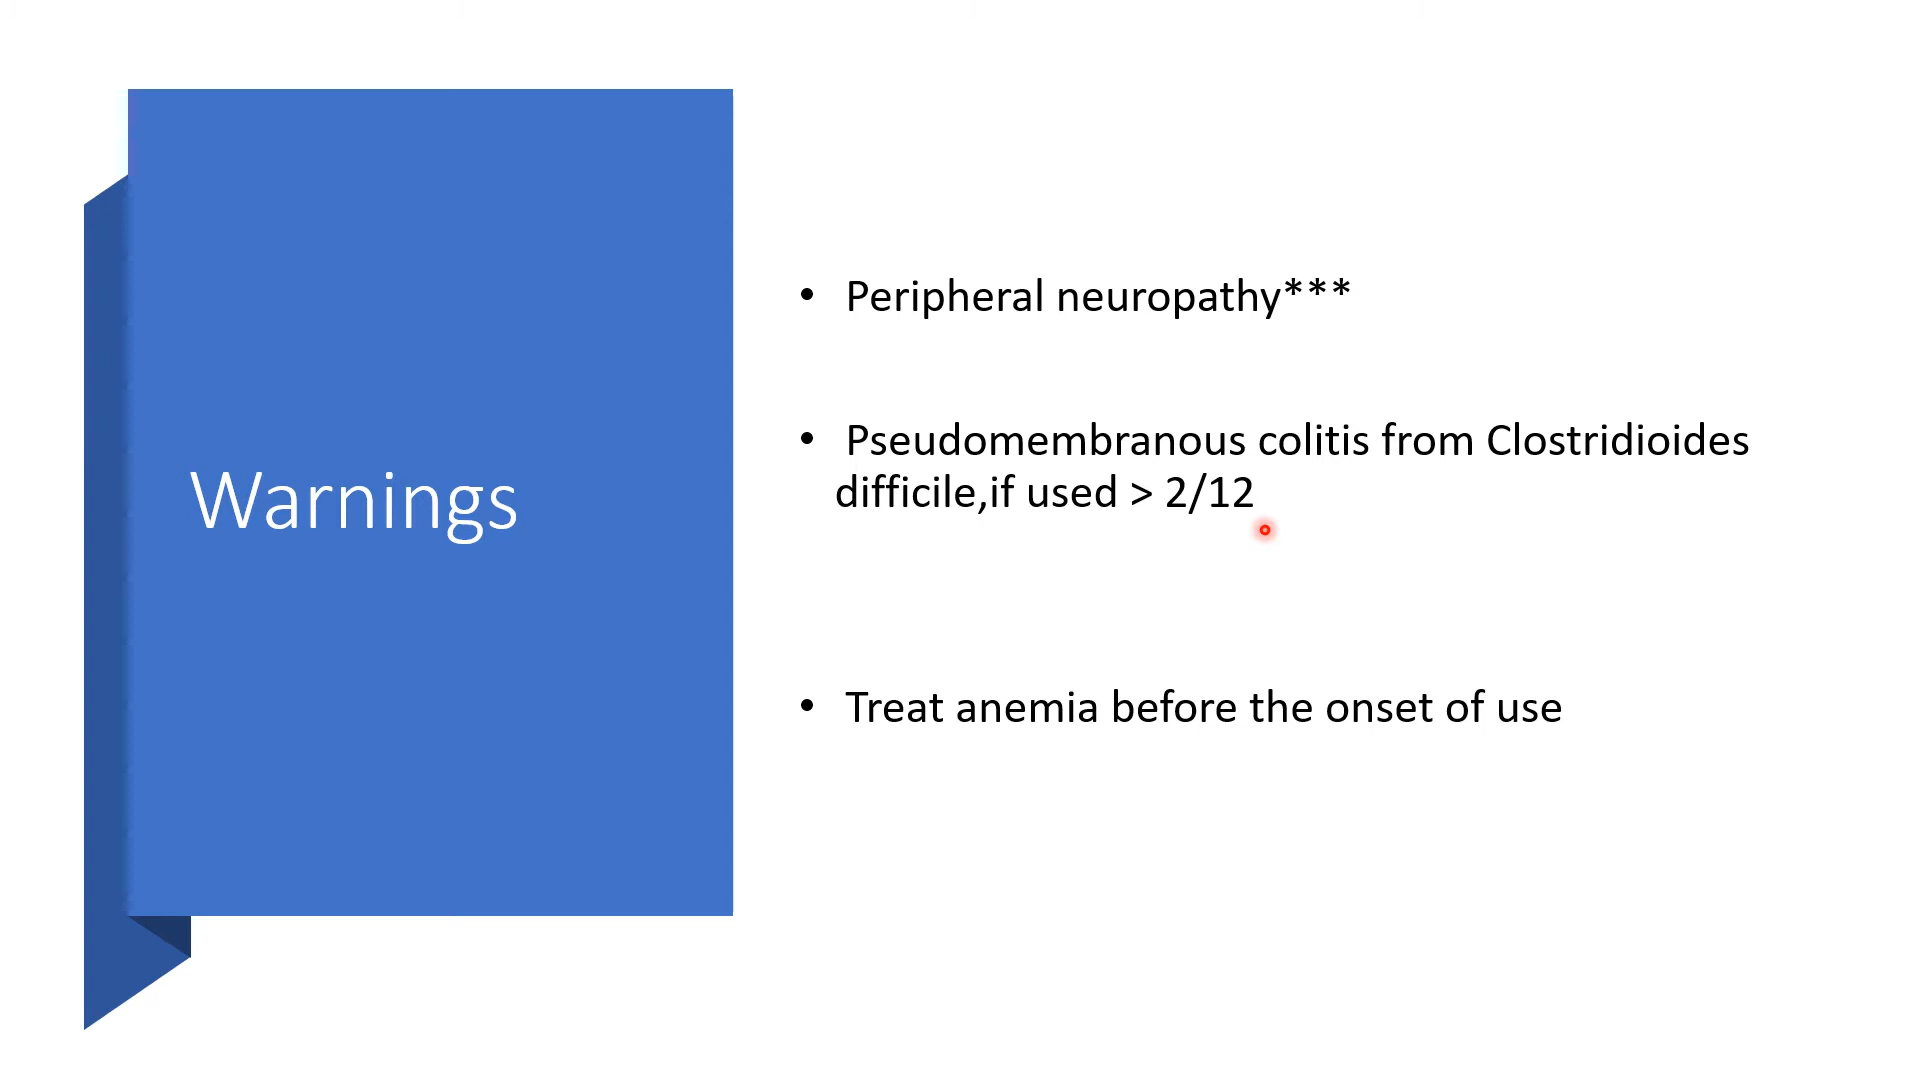 Warnings
• Peripheral neuropathy***
• Pseudomembranous colitis from Clostridioides
difficile,if used > 2/12
• Treat anemia before the onset of use